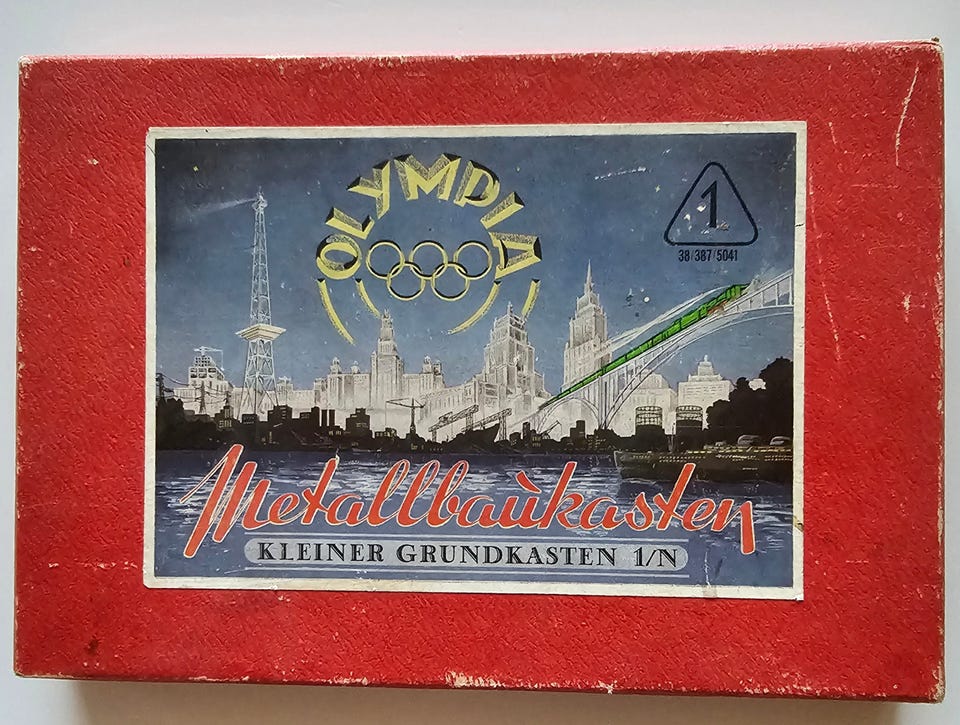 OLYMPIA
1
38/387/5041
Metallbaukasten
KLEINER GRUNDKASTEN 1/N